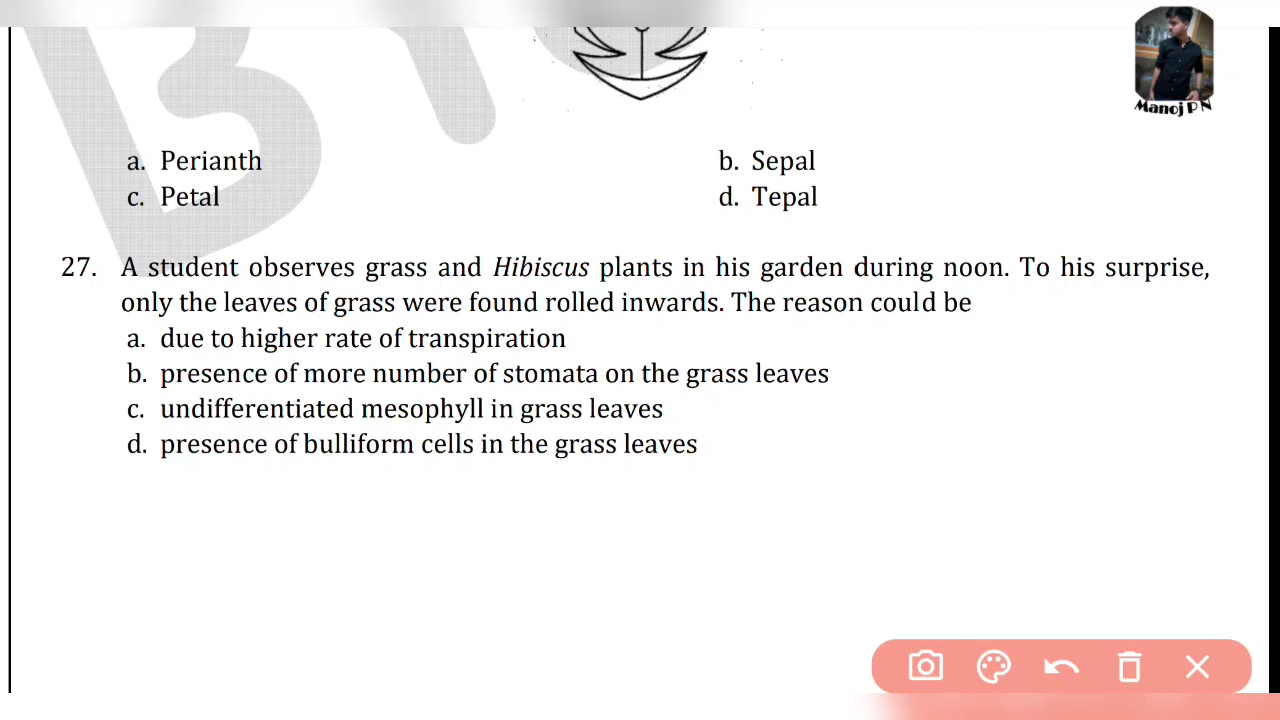 Manoj P N
a. Perianth
b. Sepal
c. Petal
d. Tepal
27. A student observes grass and Hibiscus plants in his garden during noon. To his surprise,
only the leaves of grass were found rolled inwards. The reason could be
a. due to higher rate of transpiration
b. presence of more number of stomata on the grass leaves
c. undifferentiated mesophyll in grass leaves
d. presence of bulliform cells in the grass leaves